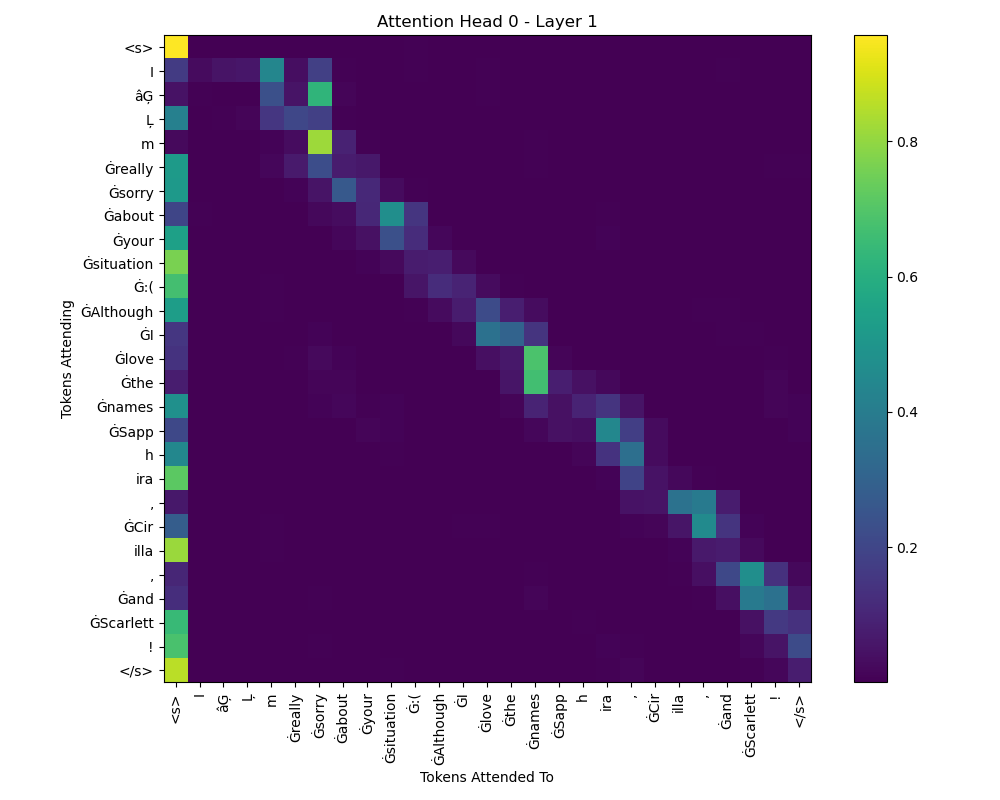 Attention Head 0 - Layer 1
<s>
I
âĢ
Ļ
m
Ġreally
Ġsorry
Ġabout
Ġyour
Ġsituation
Ġ:(
ĠAlthough
ĠI
Ġlove
Ġthe
Ġnames
ĠSapp
h
ira
,
ĠCir
illa
,
Ġand
ĠScarlett
!
</s>
Tokens Attending
<s>
I
âĢ
Ļ
m
Ġreally
Ġsorry
Ġabout
Ġyour
Ġsituation
Ġ:(
ĠAlthough
ĠI
Ġlove
Ġthe
Ġnames
ĠSapp
h
ira
,
ĠCir
illa
,
Ġand
ĠScarlett
!
</s>
Tokens Attended To
0.8
0.6
0.4
0.2